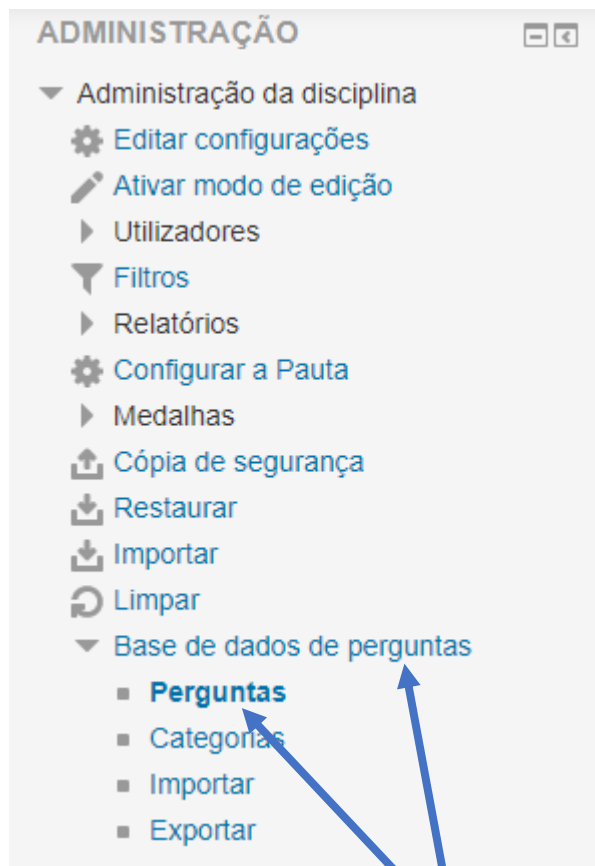 ADMINISTRAÇÃO
Administração da disciplina
Editar configurações
Ativar modo de edição
Utilizadores
Filtros
Relatórios
Configurar a Pauta
Medalhas
Cópia de segurança
Restaurar
Importar
Limpar
Base de dados de perguntas
Perguntas
Categorias
Importar
Exportar